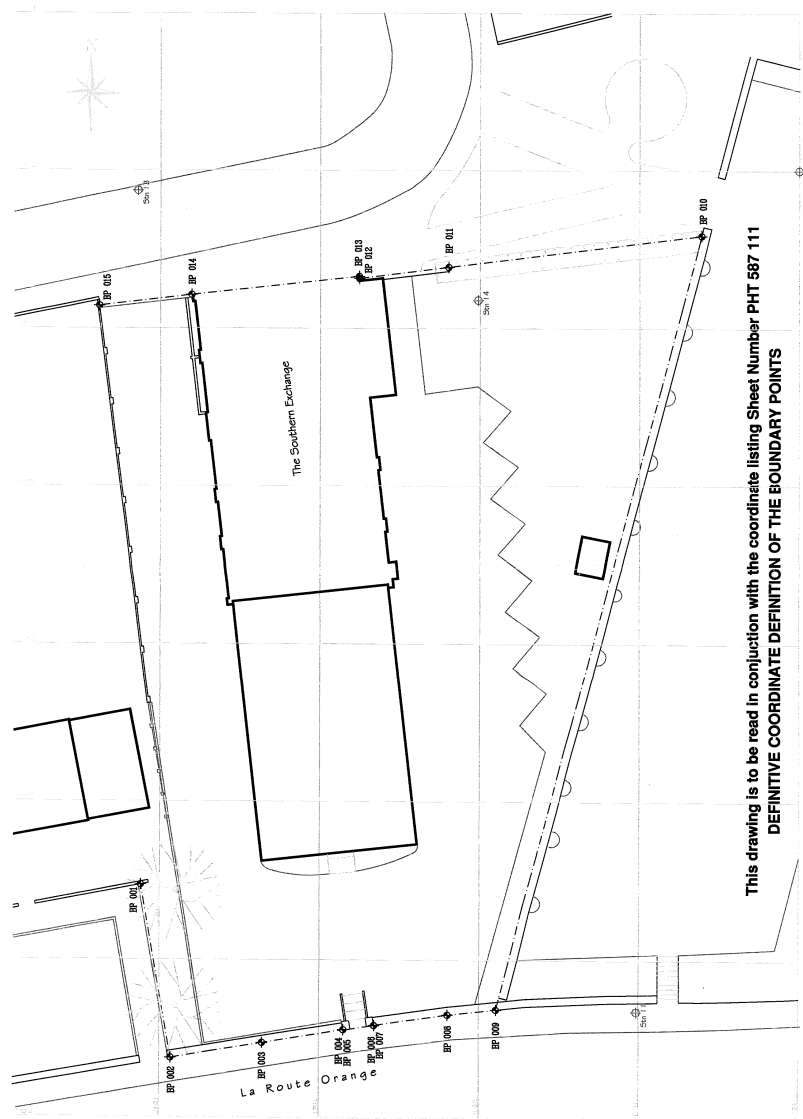 BP 015
BP 014
BP 013
BP 012
BP 011
BP 010
Stn 14
The Southern Exchange
BP 001
BP 002
BP 003
BP 004
BP 005
BP 006
BP 007
BP 008
BP 009
La Route Orange
This drawing is to be read in conjuction with the coordinate listing Sheet Number PHT 587 111
DEFINITIVE COORDINATE DEFINITION OF THE BOUNDARY POINTS